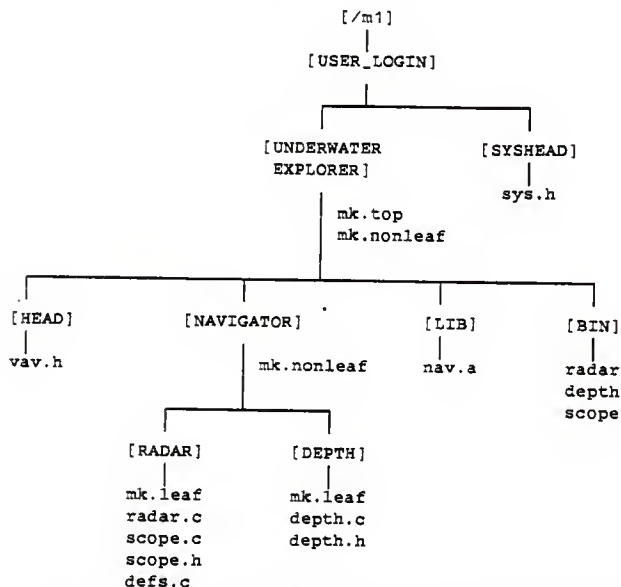 [/m1]
[USER_LOGIN]
[UNDERWATER EXPLORER]
[SYSHEAD]
sys.h
mk.top
mk.nonleaf
[HEAD]
[NAVIGATOR]
[LIB]
[BIN]
vav.h
mk.nonleaf
nav.a
radar
depth
scope
[RADAR]
[DEPTH]
mk.leaf
radar.c
scope.c
scope.h
defs.c
mk.leaf
depth.c
depth.h